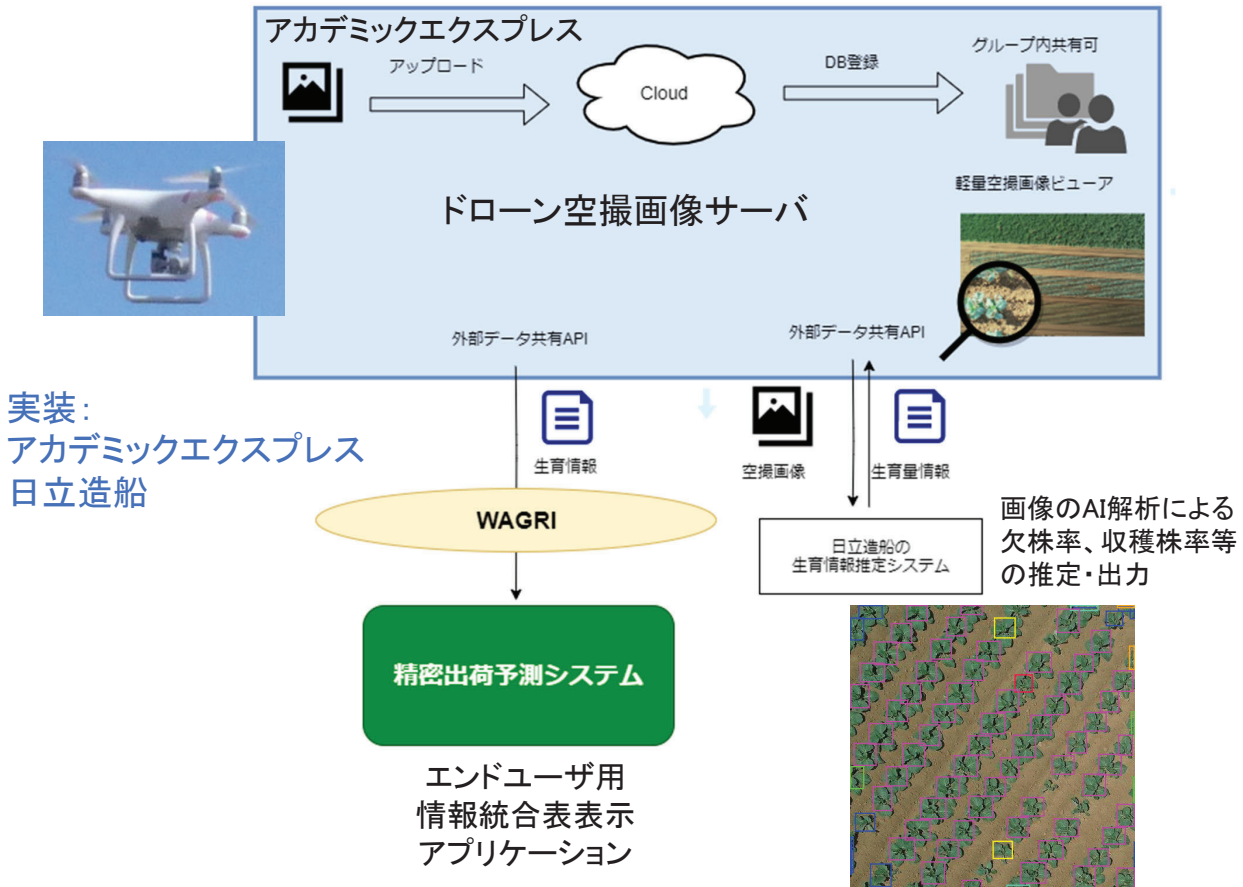 アカデミックエクスプレス
アップロード
Cloud
DB登録
グループ内共有可
軽量空撮画像ビューア
ドローン空撮画像サーバ
外部データ共有API
外部データ共有API
実装：
アカデミックエクスプレス
日立造船
生育情報
空撮画像
生育量情報
WAGRI
日立造船の
生育情報推定システム
画像のAI解析による
欠株率、収穫株率等
の推定・出力
精密出荷予測システム
エンドユーザ用
情報統合表表示
アプリケーション